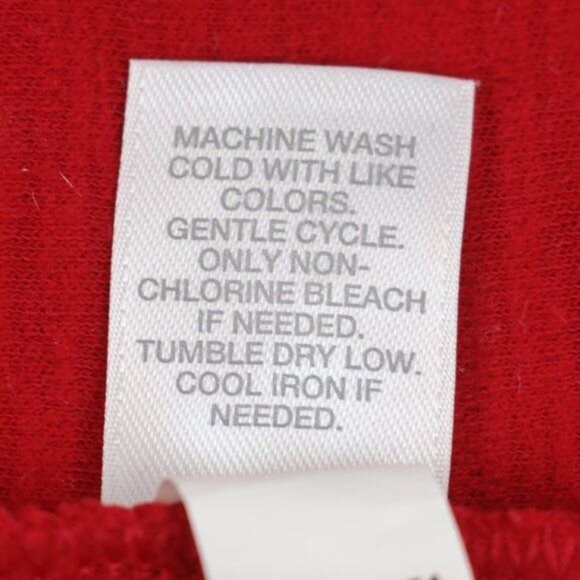 MACHINE WASH
COLD WITH LIKE
COLORS.
GENTLE CYCLE.
ONLY NON-
CHLORINE BLEACH
IF NEEDED.
TUMBLE DRY LOW.
COOL IRON IF
NEEDED.